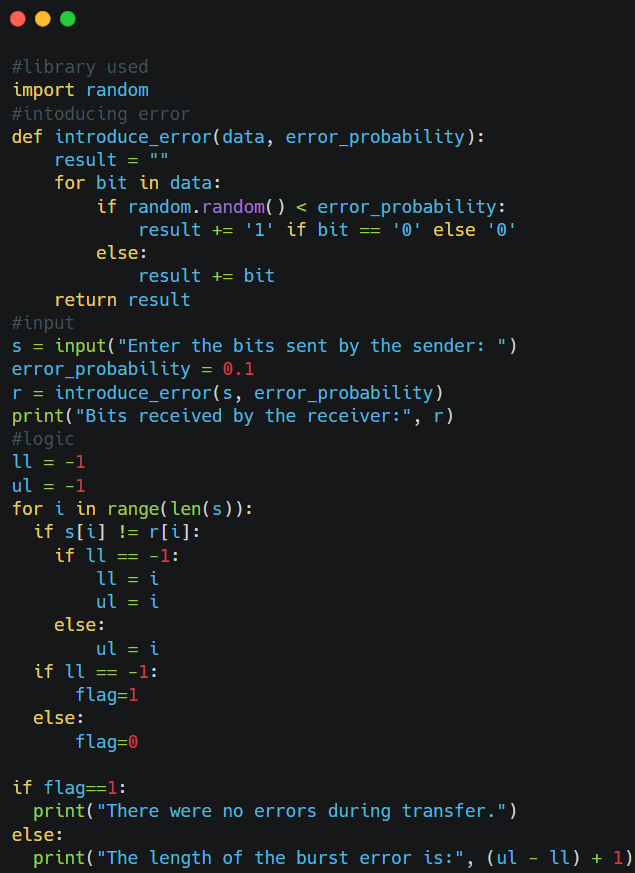 #library used
import random
#intoducing error
def introduce_error(data, error_probability):
    result = ""
    for bit in data:
        if random.random() < error_probability:
            result += '1' if bit == '0' else '0'
        else:
            result += bit
    return result
#input
s = input("Enter the bits sent by the sender: ")
error_probability = 0.1
r = introduce_error(s, error_probability)
print("Bits received by the receiver:", r)
#logic
ll = -1
ul = -1
for i in range(len(s)):
  if s[i] != r[i]:
    if ll == -1:
        ll = i
        ul = i
    else:
        ul = i
  if ll == -1:
      flag=1
  else:
      flag=0

if flag==1:
  print("There were no errors during transfer.")
else:
  print("The length of the burst error is:", (ul - ll) + 1)